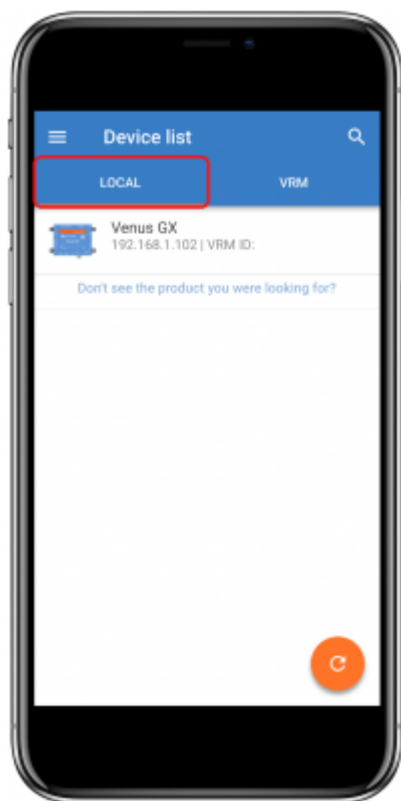 Device list
LOCAL
VRM
Venus GX
192.168.1.102 | VRM ID:
Don't see the product you were looking for?